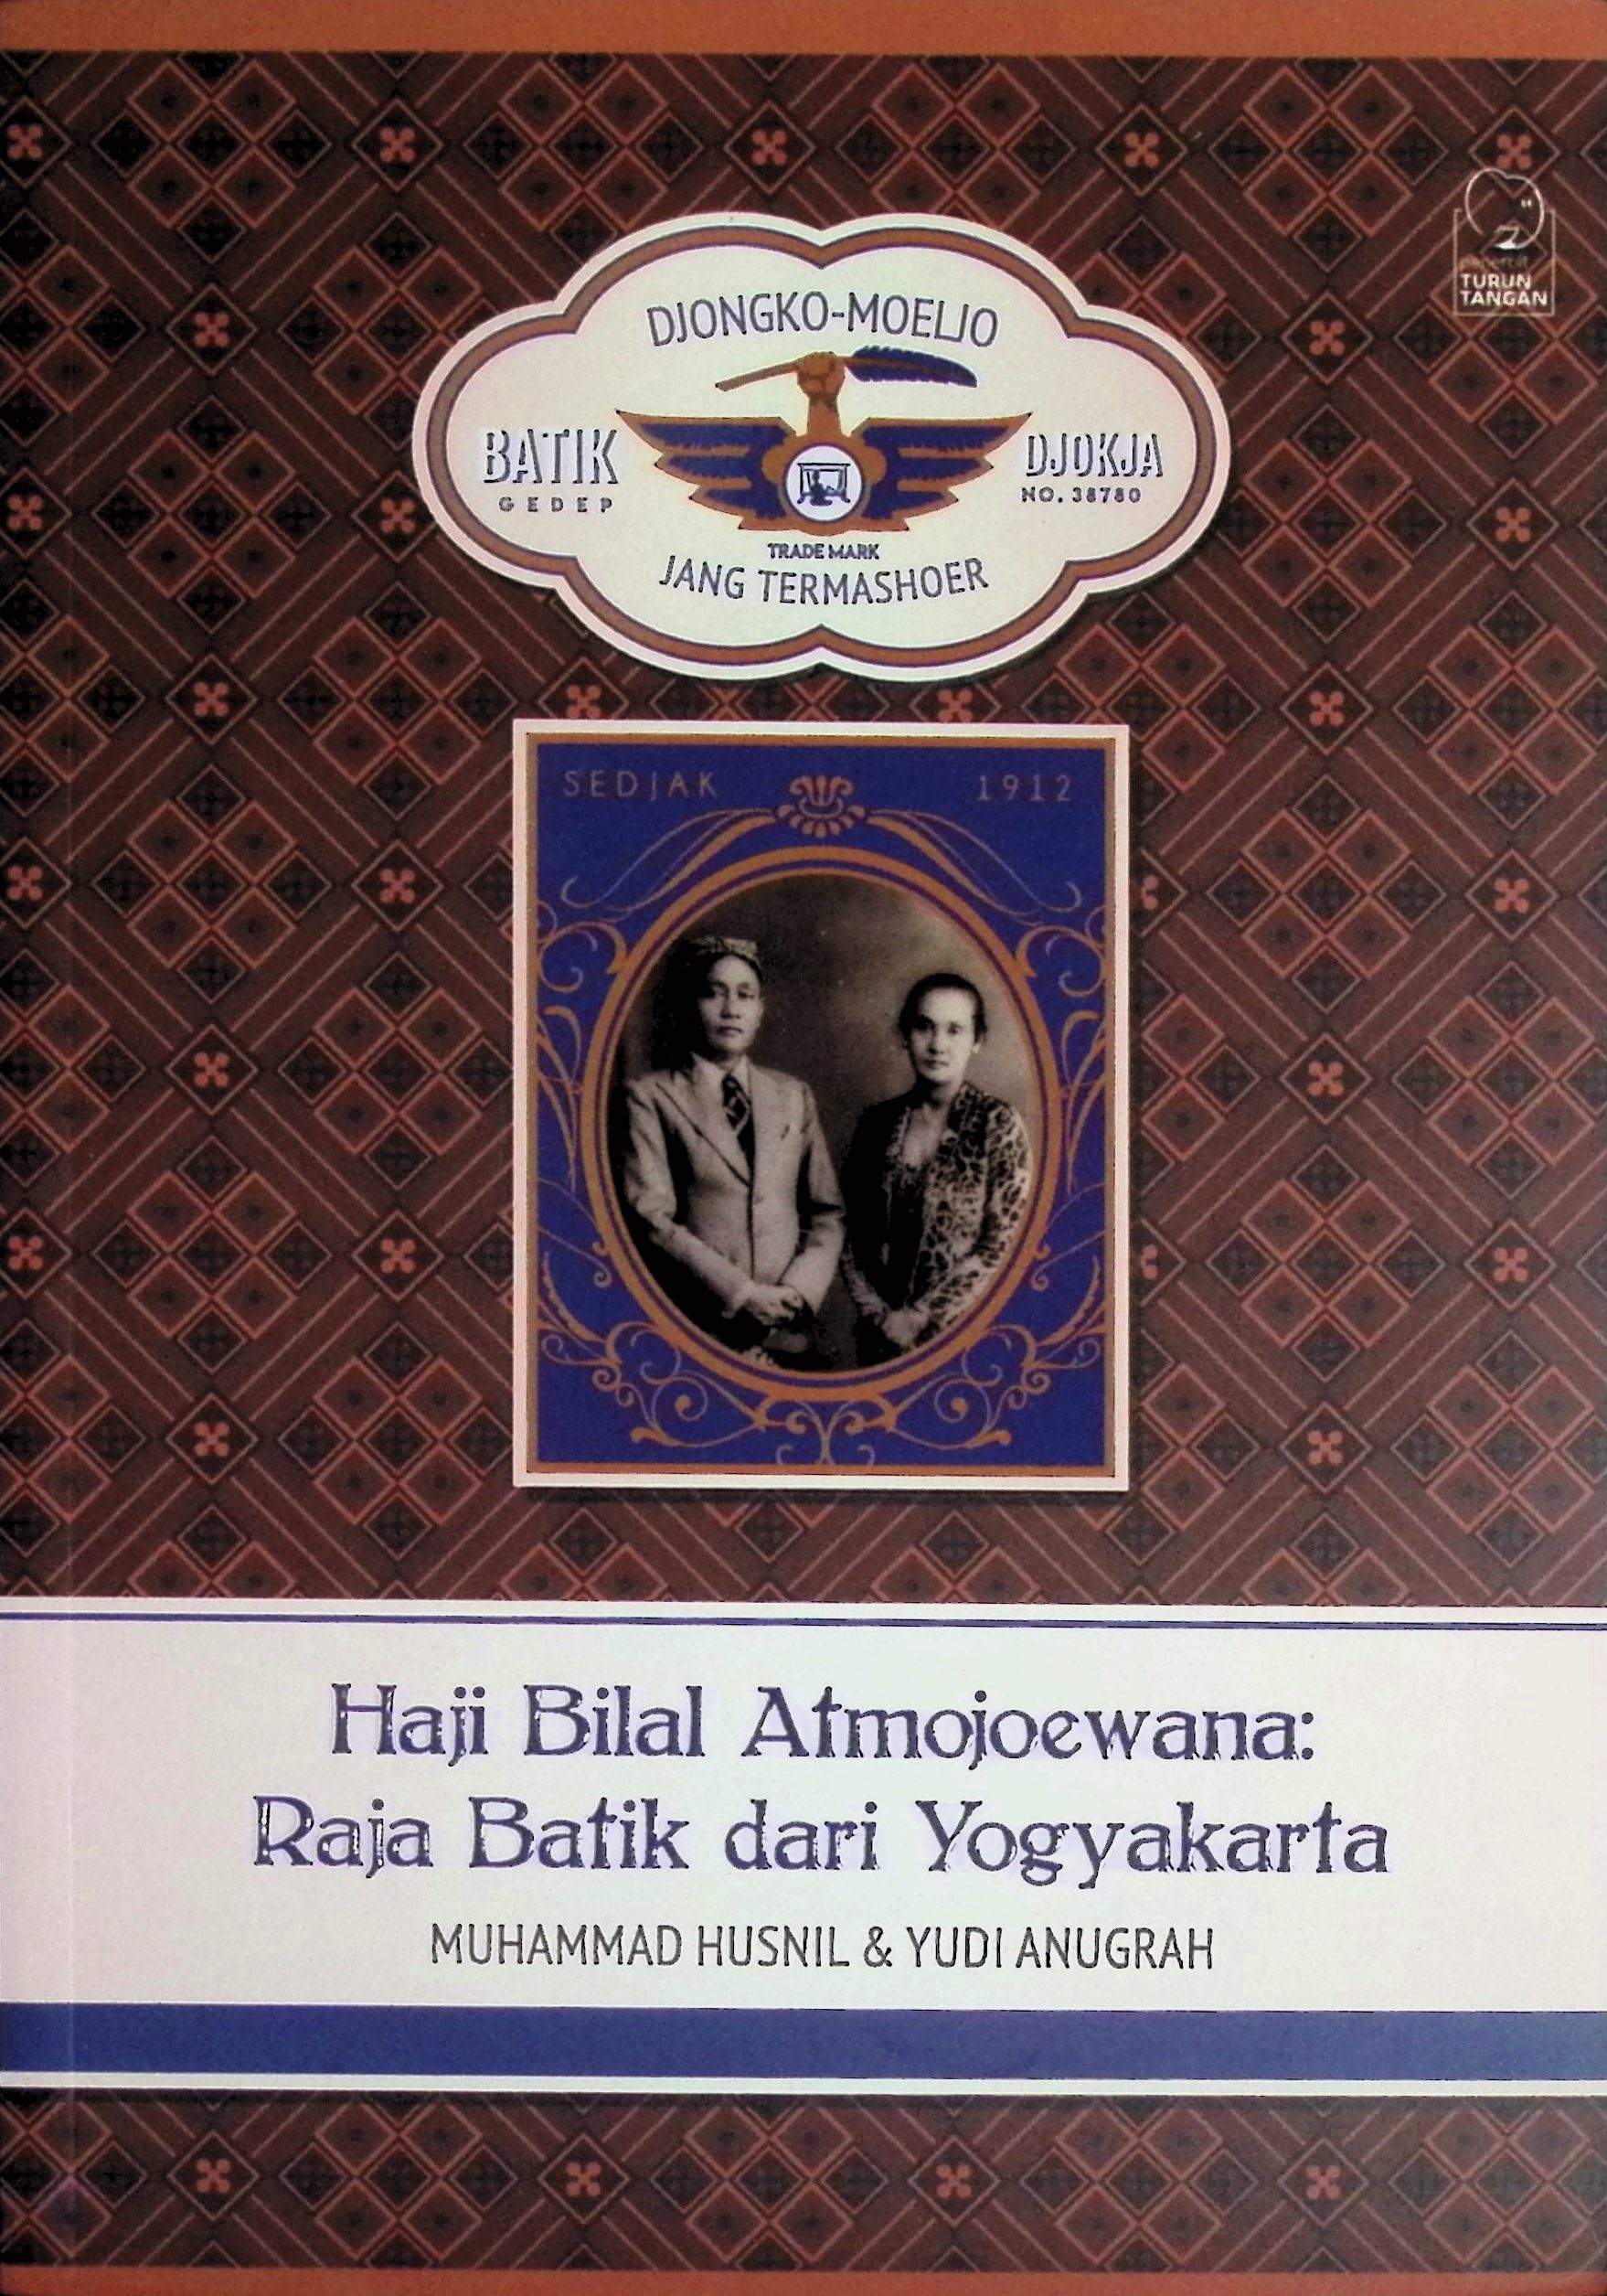 penerbit
TURUN
TANGAN
DJONGKO-MOELJO
BATIK
GEDEP
DJOKJA
NO. 38780
TRADE MARK
JANG TERMASHOER
SEDJAK 1912
Haji Bilal Atmojoewana:
Raja Batik dari Yogyakarta
MUHAMMAD HUSNIL & YUDI ANUGRAH